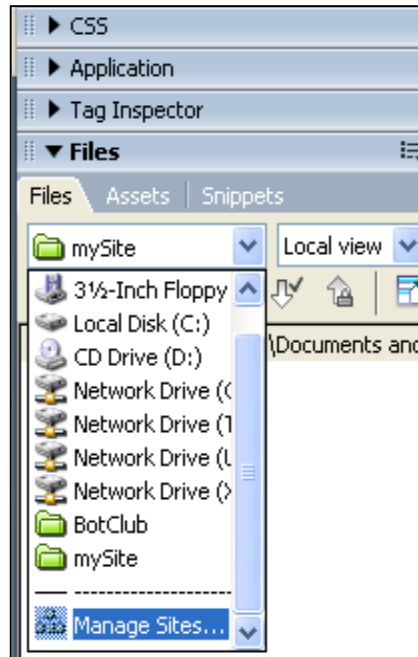 CSS
Application
Tag Inspector
Files
Files Assets Snippets
mySite Local view
3½-Inch Floppy
Local Disk (C:)
\Documents and
CD Drive (D:)
Network Drive (
Network Drive (
Network Drive (
Network Drive (
BotClub
mySite
Manage Sites...